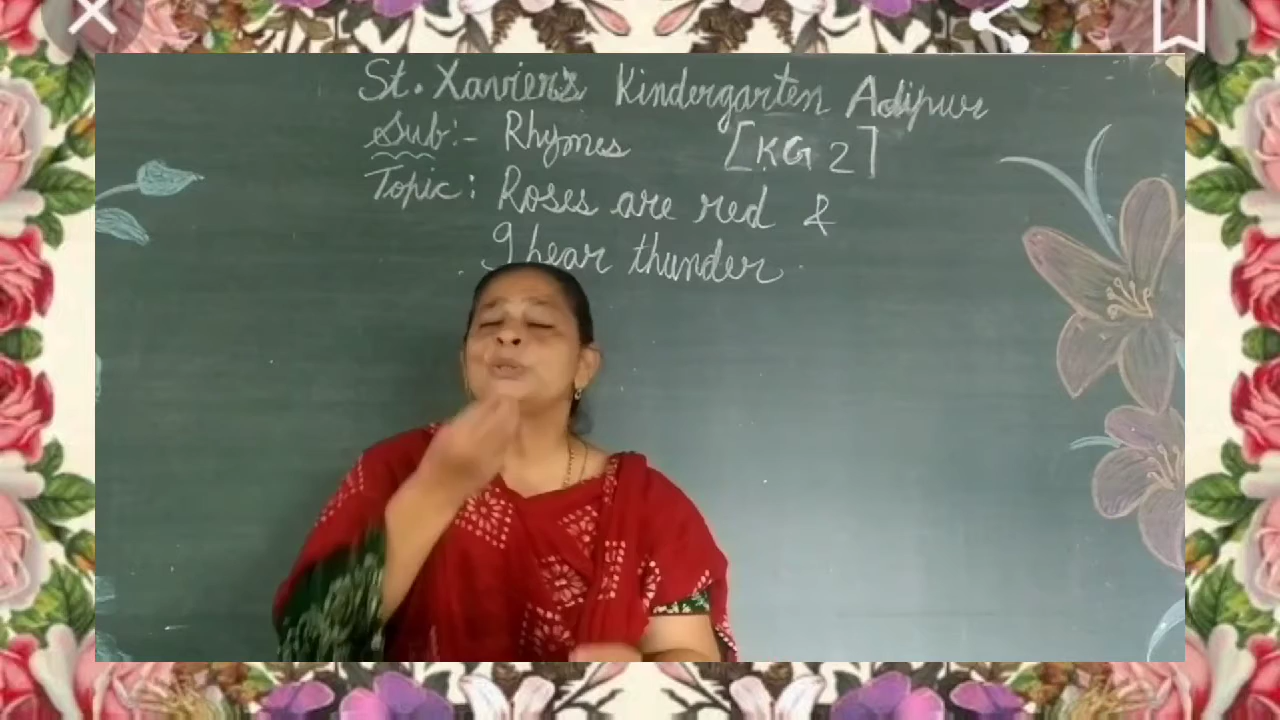 St. Xavier's Kindergarten Adipur
Sub:- Rhymes [KG 2]
Topic: Roses are red &
I hear thunder